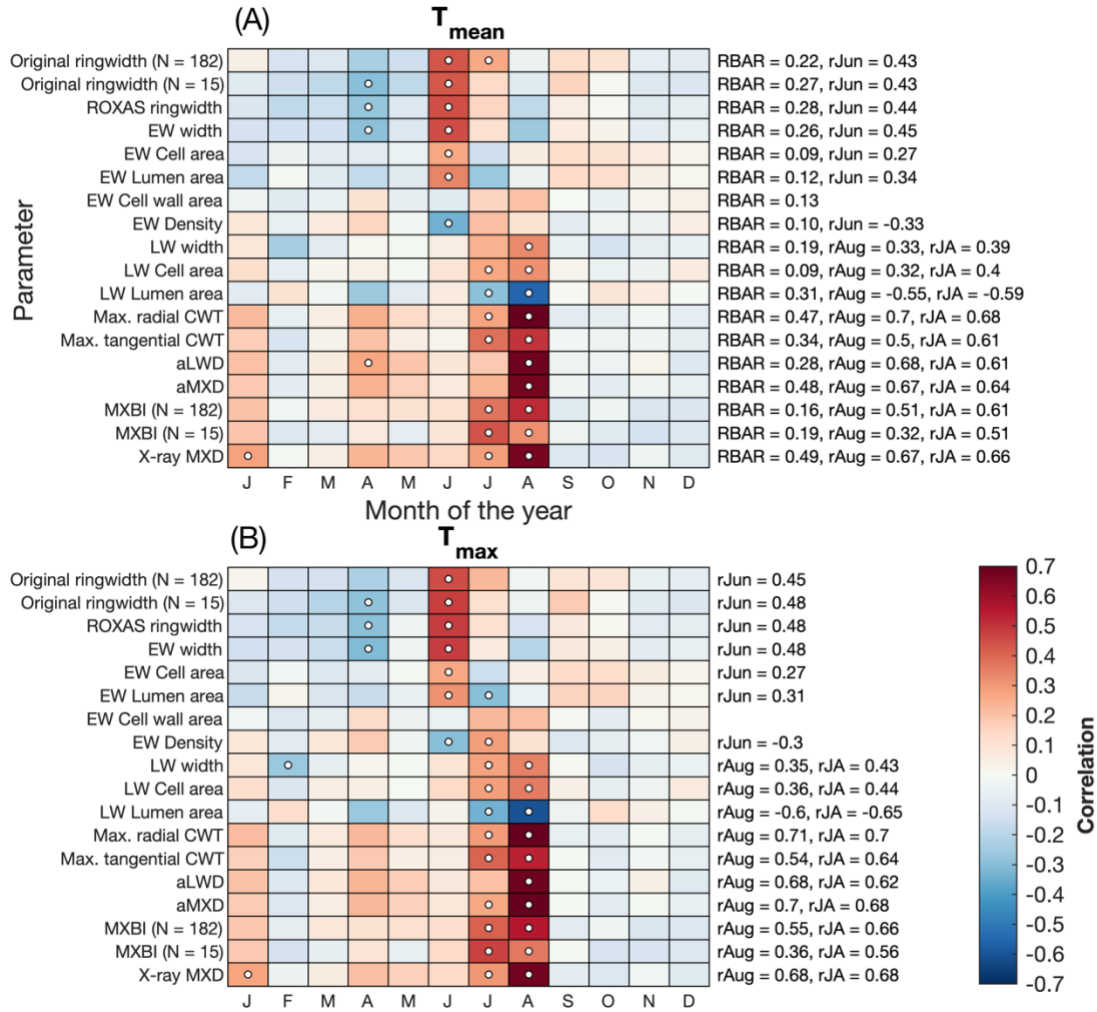 (A)
T mean
Parameter
Original ringwidth (N = 182) RBAR = 0.22, rJun = 0.43
Original ringwidth (N = 15) RBAR = 0.27, rJun = 0.43
ROXAS ringwidth RBAR = 0.28, rJun = 0.44
EW width RBAR = 0.26, rJun = 0.45
EW Cell area RBAR = 0.09, rJun = 0.27
EW Lumen area RBAR = 0.12, rJun = 0.34
EW Cell wall area RBAR = 0.13
EW Density RBAR = 0.10, rJun = -0.33
LW width RBAR = 0.19, rAug = 0.33, rJA = 0.39
LW Cell area RBAR = 0.09, rAug = 0.32, rJA = 0.4
LW Lumen area RBAR = 0.31, rAug = -0.55, rJA = -0.59
Max. radial CWT RBAR = 0.47, rAug = 0.7, rJA = 0.68
Max. tangential CWT RBAR = 0.34, rAug = 0.5, rJA = 0.61
aLWD RBAR = 0.28, rAug = 0.68, rJA = 0.61
aMXD RBAR = 0.48, rAug = 0.67, rJA = 0.64
MXBI (N = 182) RBAR = 0.16, rAug = 0.51, rJA = 0.61
MXBI (N = 15) RBAR = 0.19, rAug = 0.32, rJA = 0.51
X-ray MXD RBAR = 0.49, rAug = 0.67, rJA = 0.66
J F M A M J J A S O N D
Month of the year
(B)
T max
Original ringwidth (N = 182) rJun = 0.45
Original ringwidth (N = 15) rJun = 0.48
ROXAS ringwidth rJun = 0.48
EW width rJun = 0.48
EW Cell area rJun = 0.27
EW Lumen area rJun = 0.31
EW Cell wall area
EW Density rJun = -0.3
LW width rAug = 0.35, rJA = 0.43
LW Cell area rAug = 0.36, rJA = 0.44
LW Lumen area rAug = -0.6, rJA = -0.65
Max. radial CWT rAug = 0.71, rJA = 0.7
Max. tangential CWT rAug = 0.54, rJA = 0.64
aLWD rAug = 0.68, rJA = 0.62
aMXD rAug = 0.7, rJA = 0.68
MXBI (N = 182) rAug = 0.55, rJA = 0.66
MXBI (N = 15) rAug = 0.36, rJA = 0.56
X-ray MXD rAug = 0.68, rJA = 0.68
J F M A M J J A S O N D
0.7
0.6
0.5
0.4
0.3
0.2
0.1
0
-0.1
-0.2
-0.3
-0.4
-0.5
-0.6
-0.7
Correlation